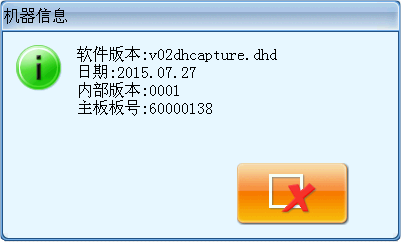 机器信息
软件版本:v02dhcapture.dhd
日期:2015.07.27
内部版本:0001
主板板号:60000138